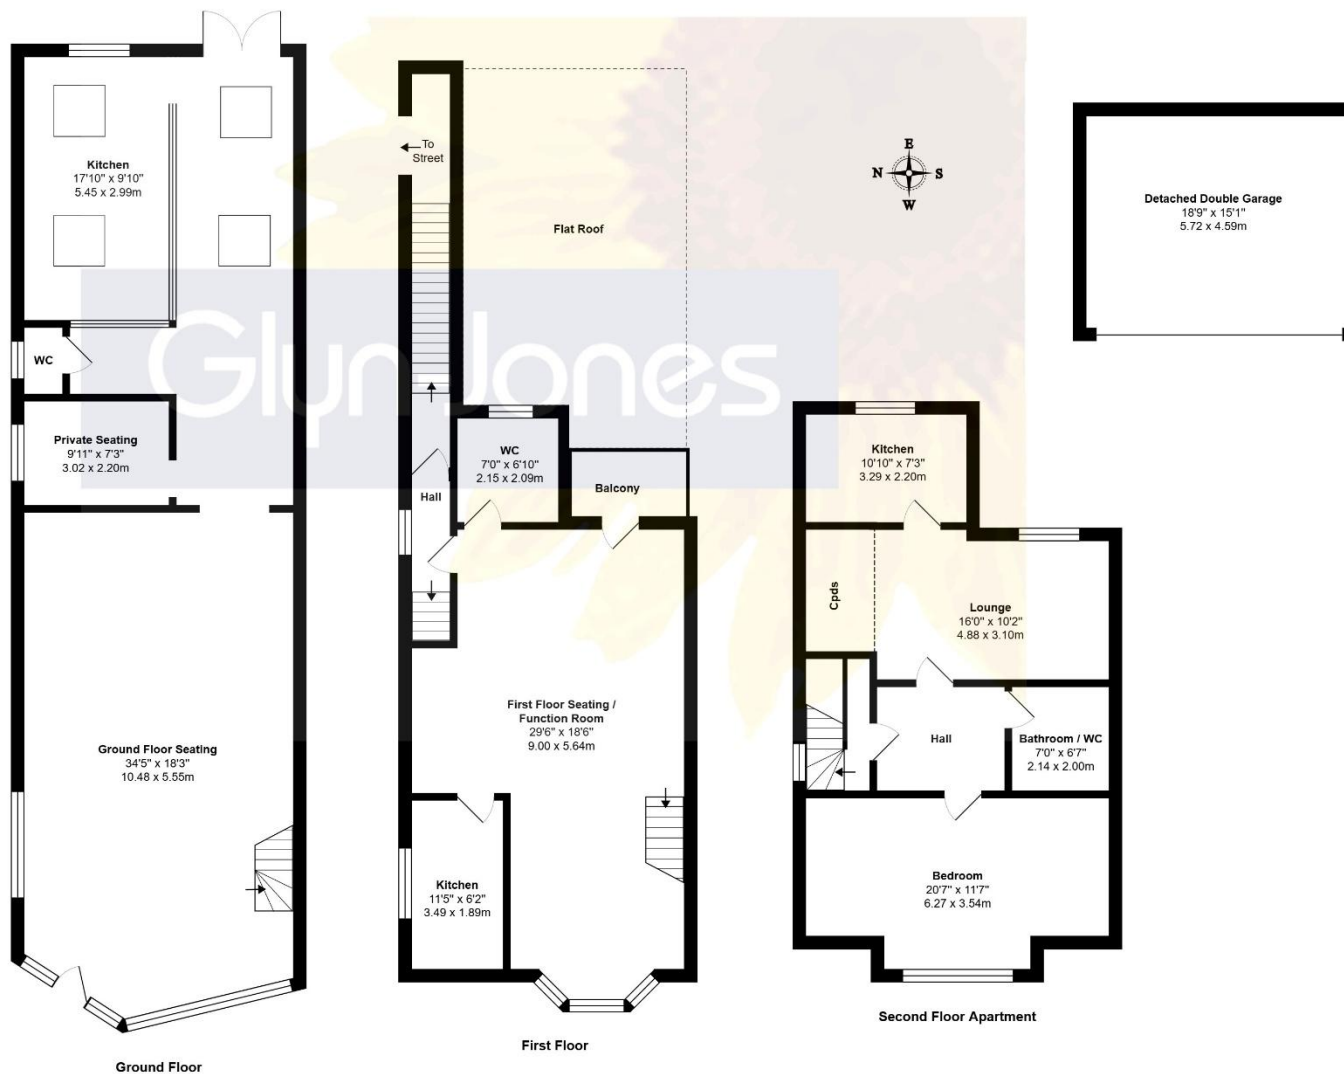 Kitchen
17'10" x 9'10"
5.45 x 2.99m
WC
Private Seating
9'11" x 7'3"
3.02 x 2.20m
Ground Floor Seating
34'5" x 18'3"
10.48 x 5.55m
Ground Floor
To
Street
Flat Roof
WC
7'0" x 6'10"
2.15 x 2.09m
Balcony
Hall
First Floor Seating /
Function Room
29'6" x 18'6"
9.00 x 5.64m
Kitchen
11'5" x 6'2"
3.49 x 1.89m
First Floor
E
N S
W
Detached Double Garage
18'9" x 15'1"
5.72 x 4.59m
Kitchen
10'10" x 7'3"
3.29 x 2.20m
Cpds
Lounge
16'0" x 10'2"
4.88 x 3.10m
Hall
Bathroom / WC
7'0" x 6'7"
2.14 x 2.00m
Bedroom
20'7" x 11'7"
6.27 x 3.54m
Second Floor Apartment
Glyn Jones